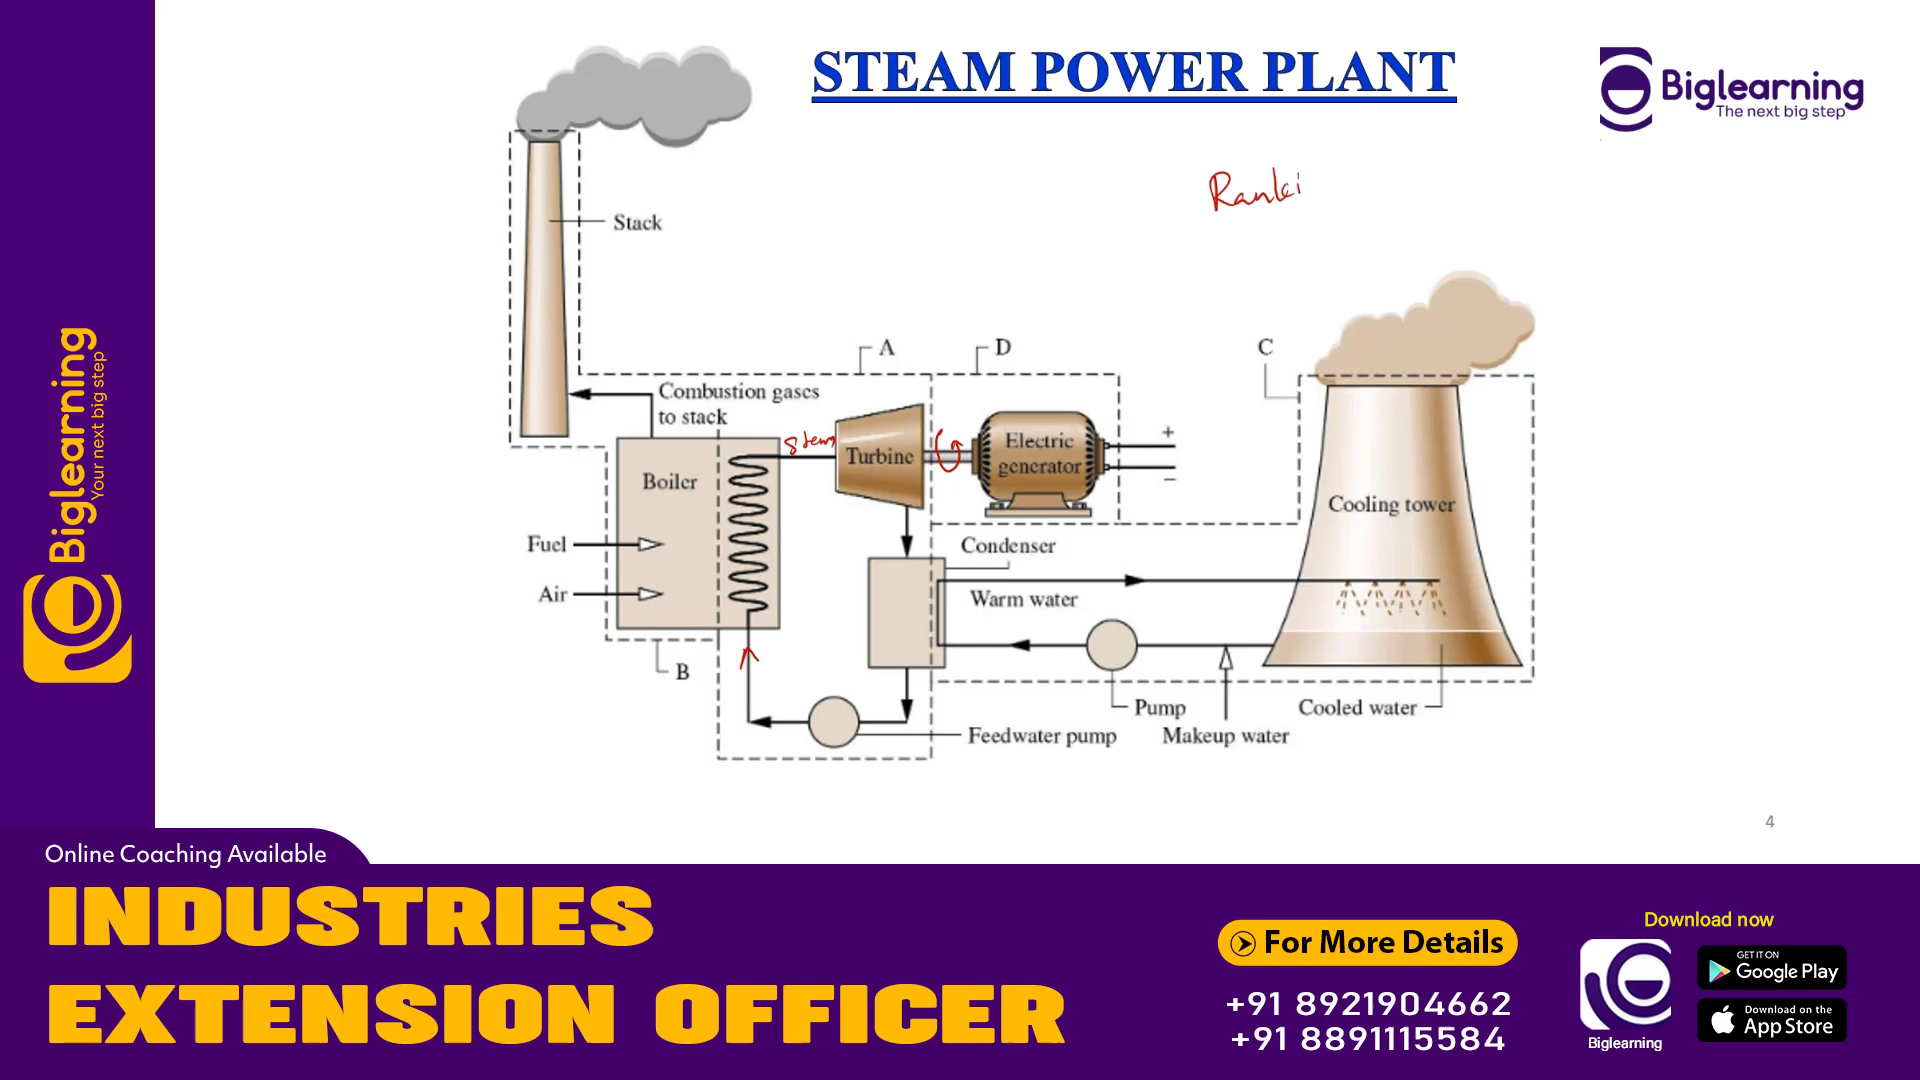 STEAM POWER PLANT
Biglearning
The next big step
Ranki
Stack
A
D
C
Combustion gases
to stack
Steam
Turbine
Electric
generator
+
−
Boiler
Cooling tower
Fuel
Condenser
Air
Warm water
B
Pump
Cooled water
Feedwater pump
Makeup water
4
Biglearning
Your next big step
Online Coaching Available
INDUSTRIES
EXTENSION OFFICER
For More Details
+91 8921904662
+91 8891115584
Download now
Biglearning
GET IT ON
Google Play
Download on the
App Store